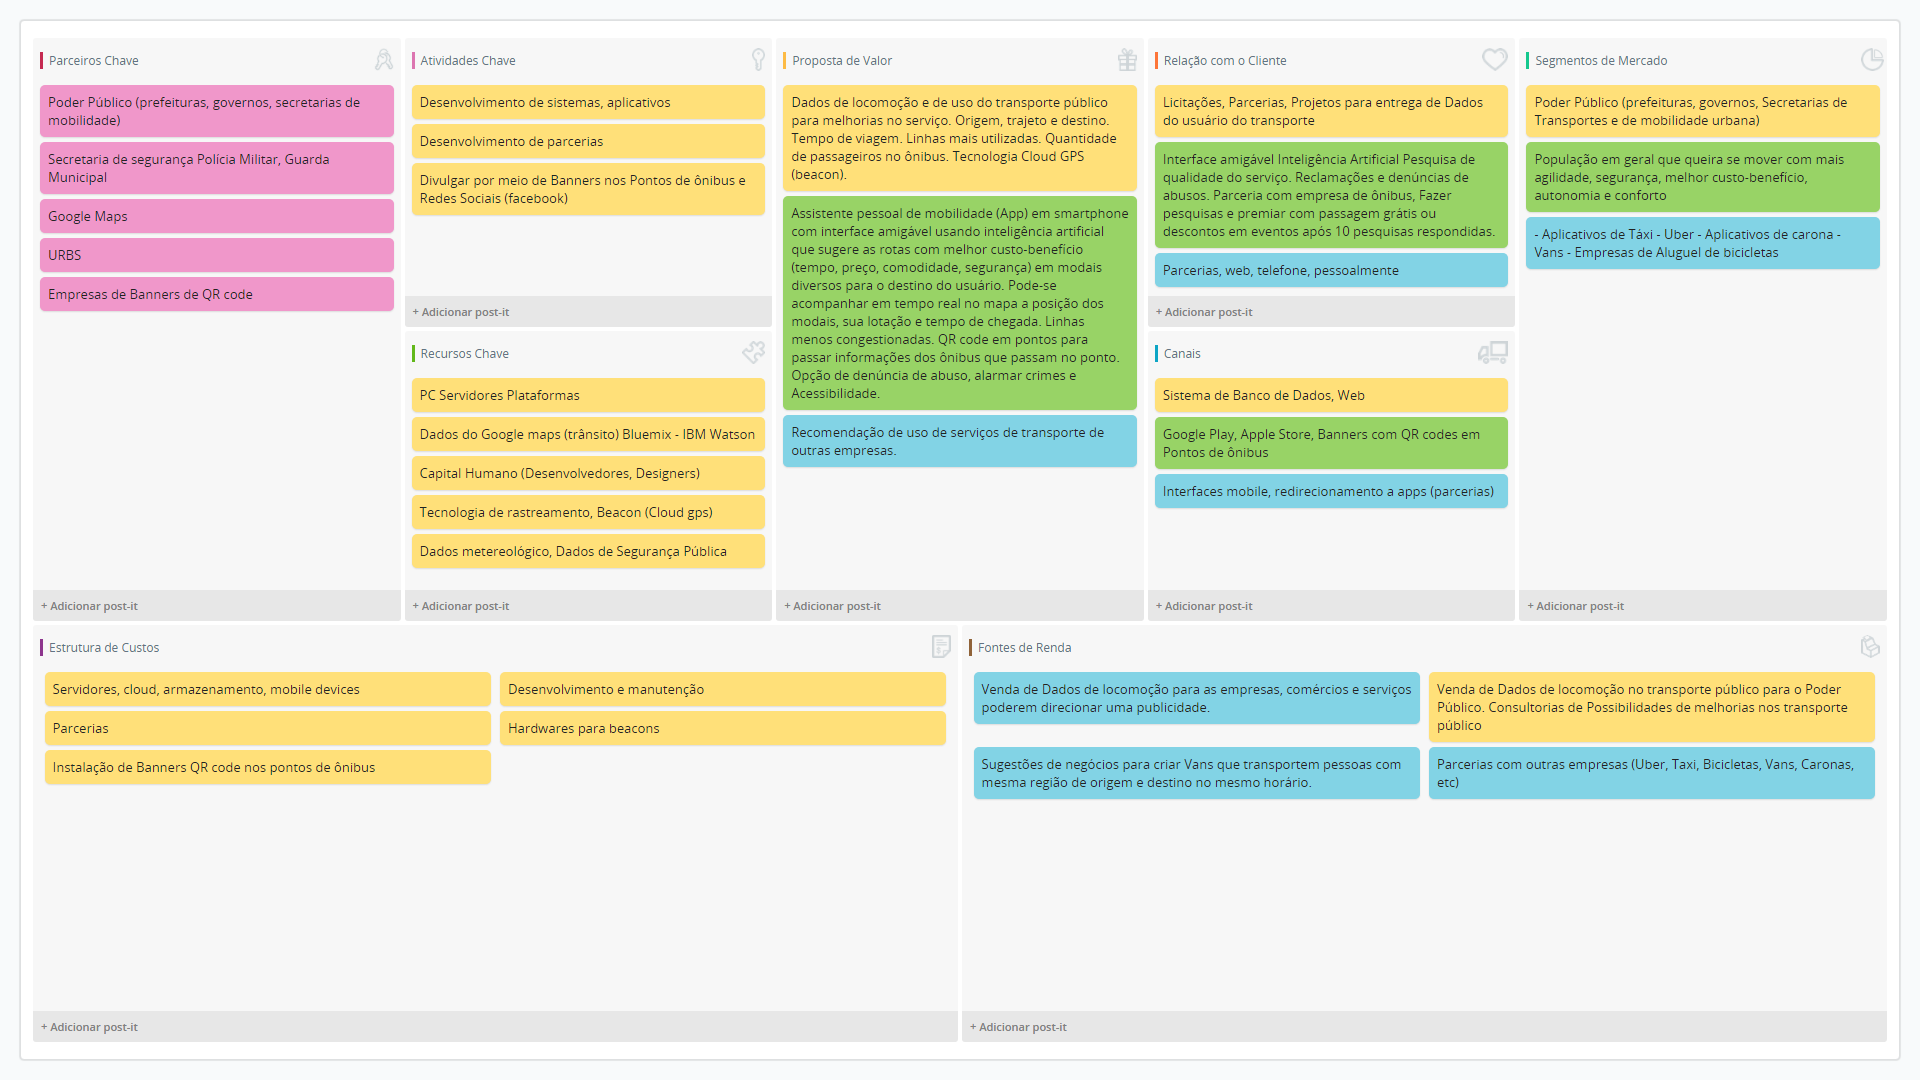 Parceiros Chave
Poder Público (prefeituras, governos, secretarias de
mobilidade)
Secretaria de segurança Polícia Militar, Guarda
Municipal
Google Maps
URBS
Empresas de Banners de QR code
+ Adicionar post-it
Atividades Chave
Desenvolvimento de sistemas, aplicativos
Desenvolvimento de parcerias
Divulgar por meio de Banners nos Pontos de ônibus e
Redes Sociais (facebook)
+ Adicionar post-it
Recursos Chave
PC Servidores Plataformas
Dados do Google maps (trânsito) Bluemix - IBM Watson
Capital Humano (Desenvolvedores, Designers)
Tecnologia de rastreamento, Beacon (Cloud gps)
Dados metereológico, Dados de Segurança Pública
+ Adicionar post-it
Proposta de Valor
Dados de locomoção e de uso do transporte público
para melhorias no serviço. Origem, trajeto e destino.
Tempo de viagem. Linhas mais utilizadas. Quantidade
de passageiros no ônibus. Tecnologia Cloud GPS
(beacon).
Assistente pessoal de mobilidade (App) em smartphone
com interface amigável usando inteligência artificial
que sugere as rotas com melhor custo-benefício
(tempo, preço, comodidade, segurança) em modais
diversos para o destino do usuário. Pode-se
acompanhar em tempo real no mapa a posição dos
modais, sua lotação e tempo de chegada. Linhas
menos congestionadas. QR code em pontos para
passar informações dos ônibus que passam no ponto.
Opção de denúncia de abuso, alarmar crimes e
Acessibilidade.
Recomendação de uso de serviços de transporte de
outras empresas.
+ Adicionar post-it
Relação com o Cliente
Licitações, Parcerias, Projetos para entrega de Dados
do usuário do transporte
Interface amigável Inteligência Artificial Pesquisa de
qualidade do serviço. Reclamações e denúncias de
abusos. Parceria com empresa de ônibus, Fazer
pesquisas e premiar com passagem grátis ou
descontos em eventos após 10 pesquisas respondidas.
Parcerias, web, telefone, pessoalmente
+ Adicionar post-it
Canais
Sistema de Banco de Dados, Web
Google Play, Apple Store, Banners com QR codes em
Pontos de ônibus
Interfaces mobile, redirecionamento a apps (parcerias)
+ Adicionar post-it
Segmentos de Mercado
Poder Público (prefeituras, governos, Secretarias de
Transportes e de mobilidade urbana)
População em geral que queira se mover com mais
agilidade, segurança, melhor custo-benefício,
autonomia e conforto
- Aplicativos de Táxi - Uber - Aplicativos de carona -
Vans - Empresas de Aluguel de bicicletas
+ Adicionar post-it
Estrutura de Custos
Servidores, cloud, armazenamento, mobile devices
Desenvolvimento e manutenção
Parcerias
Hardwares para beacons
Instalação de Banners QR code nos pontos de ônibus
+ Adicionar post-it
Fontes de Renda
Venda de Dados de locomoção para as empresas, comércios e serviços
poderem direcionar uma publicidade.
Venda de Dados de locomoção no transporte público para o Poder
Público. Consultorias de Possibilidades de melhorias nos transporte
público
Sugestões de negócios para criar Vans que transportem pessoas com
mesma região de origem e destino no mesmo horário.
Parcerias com outras empresas (Uber, Taxi, Bicicletas, Vans, Caronas,
etc)
+ Adicionar post-it